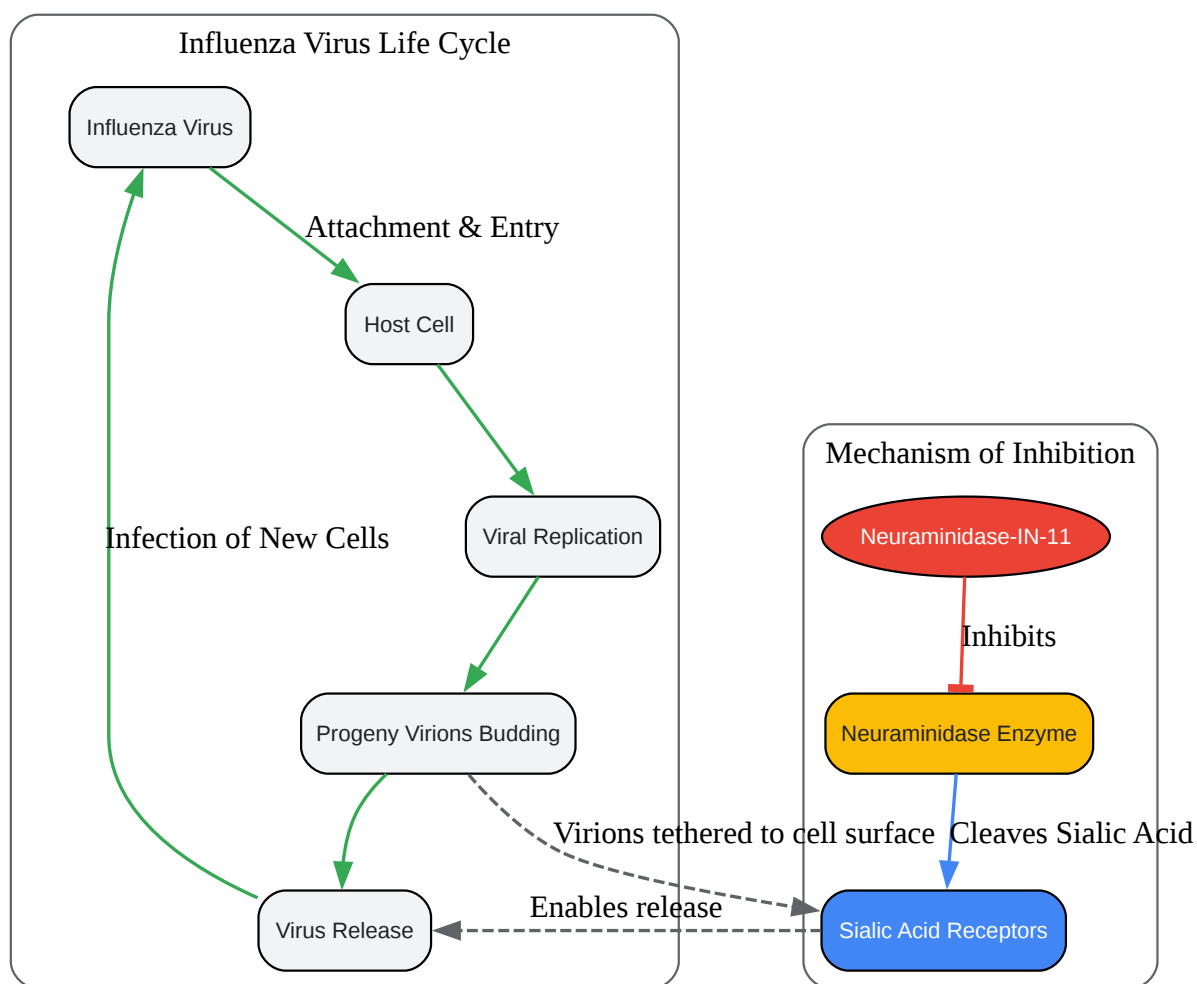 Influenza Virus Life Cycle
Influenza Virus
Attachment & Entry
Host Cell
Mechanism of Inhibition
Viral Replication
Neuraminidase-IN-11
Infection of New Cells
Inhibits
Progeny Virions Budding
Neuraminidase Enzyme
Virions tethered to cell surface
Cleaves Sialic Acid
Enables release
Virus Release
Sialic Acid Receptors